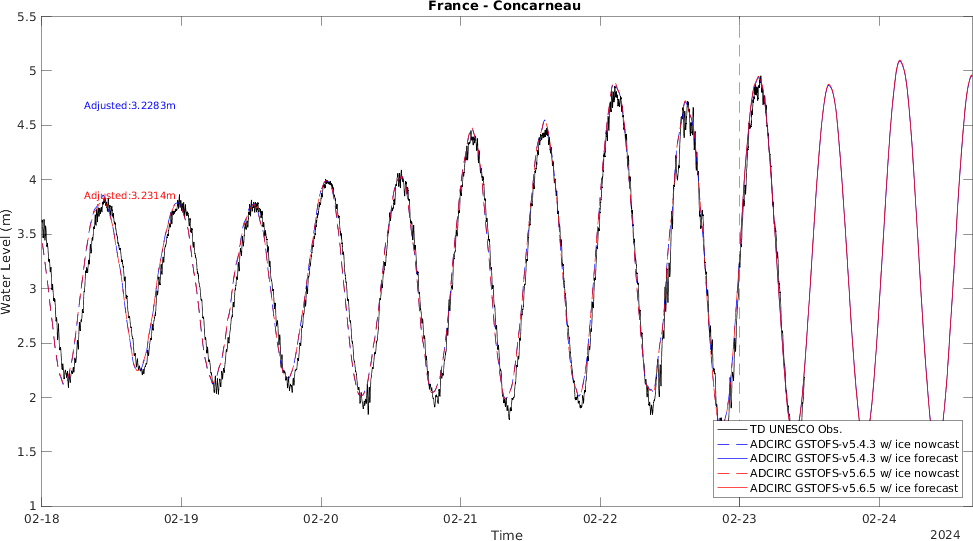 France - Concarneau
5.5
5
4.5
4
3.5
3
2.5
2
1.5
1
Water Level (m)
Adjusted:3.2283m
Adjusted:3.2314m
TD UNESCO Obs.
ADCIRC GSTOFS-v5.4.3 w/ ice nowcast
ADCIRC GSTOFS-v5.4.3 w/ ice forecast
ADCIRC GSTOFS-v5.6.5 w/ ice nowcast
ADCIRC GSTOFS-v5.6.5 w/ ice forecast
02-18 02-19 02-20 02-21 02-22 02-23 02-24
Time
2024